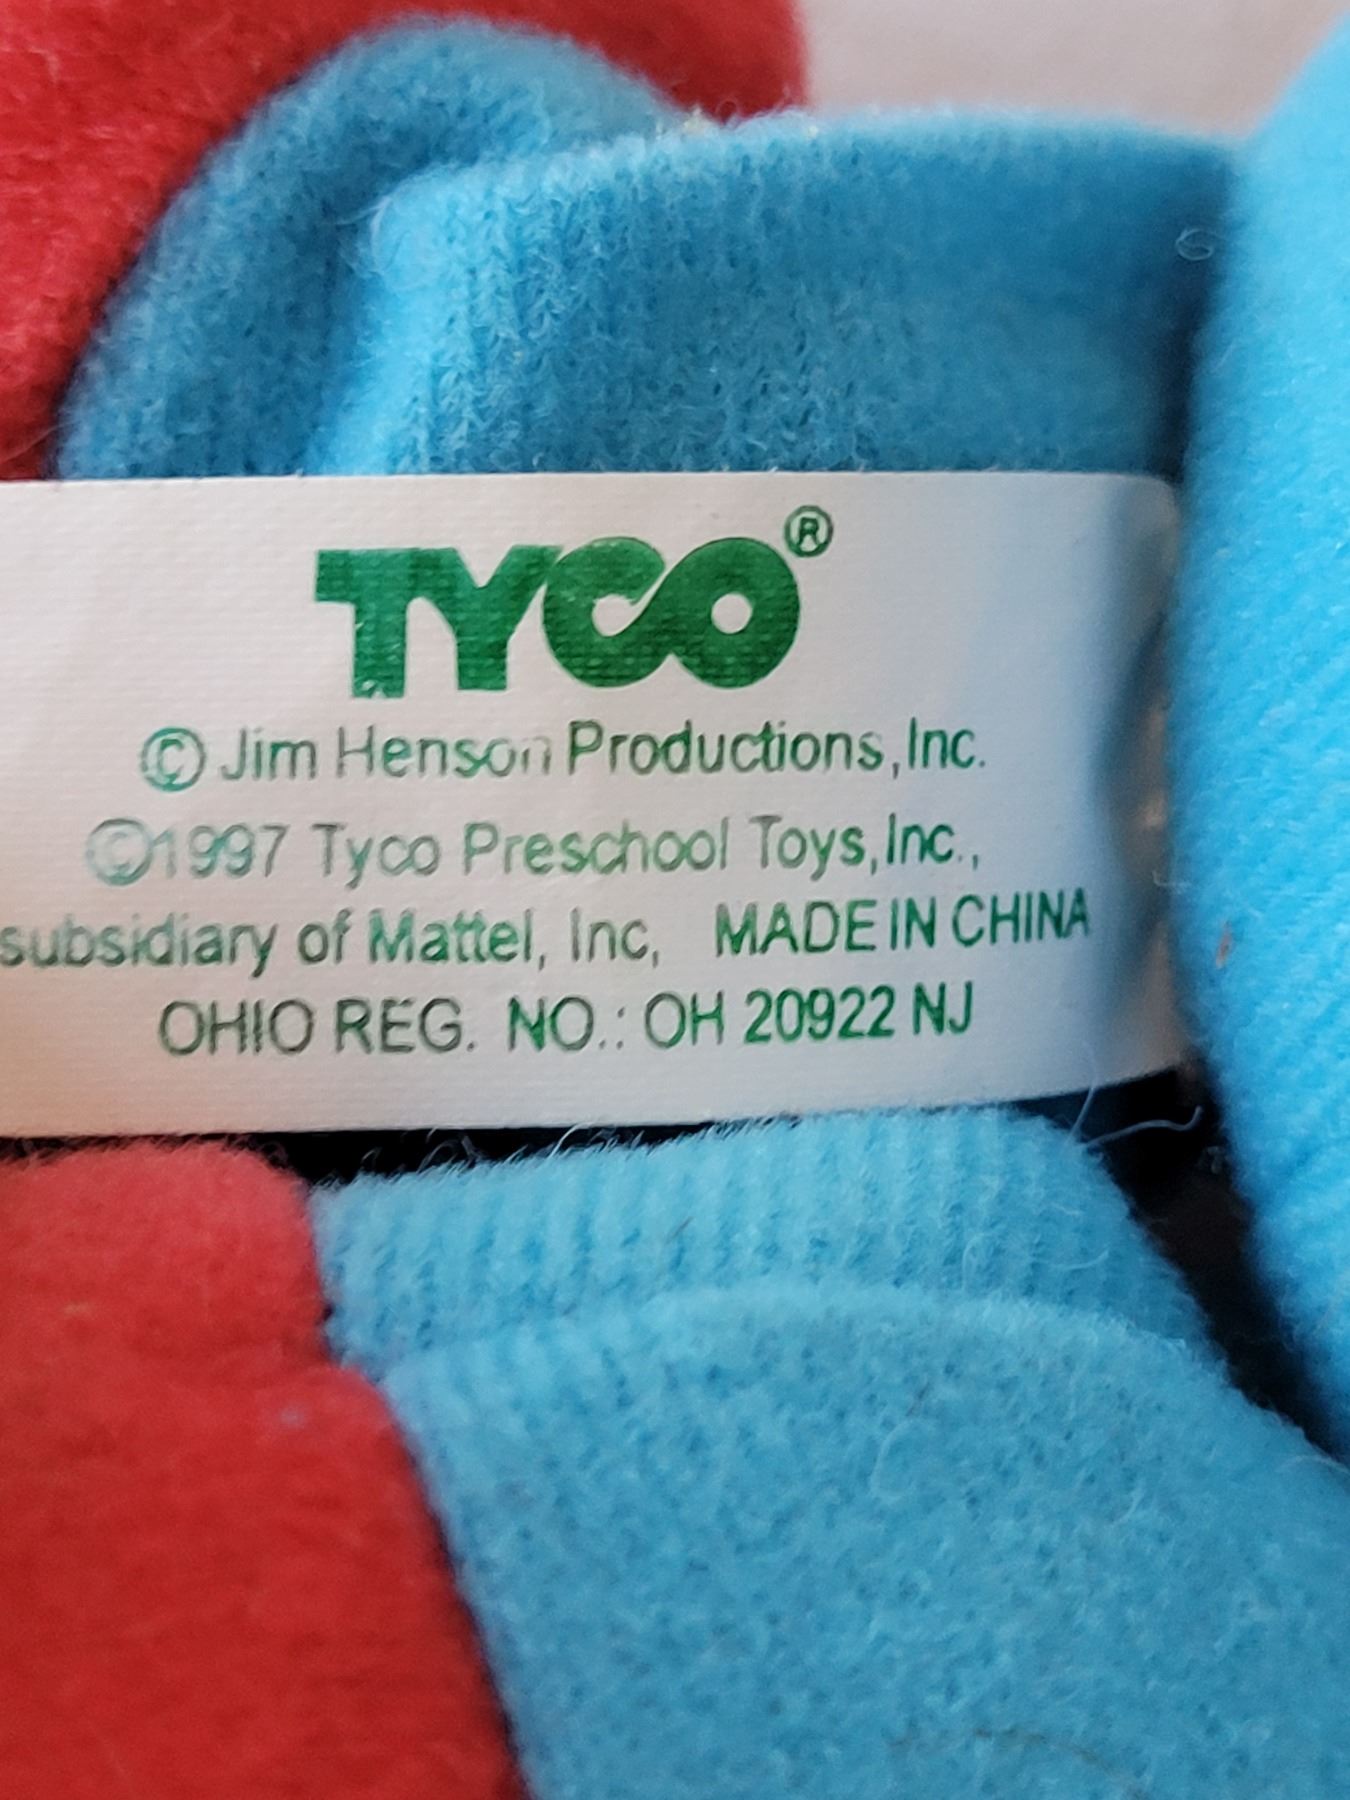 TYCO®
© Jim Henson Productions, Inc.
©1997 Tyco Preschool Toys, Inc.,
subsidiary of Mattel, Inc, MADE IN CHINA
OHIO REG. NO.: OH 20922 NJ